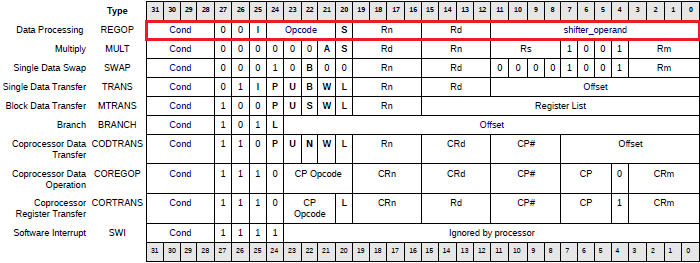 Type 31 30 29 28 27 26 25 24 23 22 21 20 19 18 17 16 15 14 13 12 11 10 9 8 7 6 5 4 3 2 1 0
Data Processing REGOP Cond 0 0 I Opcode S Rn Rd shifter_operand
Multiply MULT Cond 0 0 0 0 0 0 A S Rd Rn Rs 1 0 0 1 Rm
Single Data Swap SWAP Cond 0 0 0 1 0 B 0 0 Rn Rd 0 0 0 0 1 0 0 1 Rm
Single Data Transfer TRANS Cond 0 1 I P U B W L Rn Rd Offset
Block Data Transfer MTRANS Cond 1 0 0 P U S W L Rn Register List
Branch BRANCH Cond 1 0 1 L Offset
Coprocessor Data CODTRANS Cond 1 1 0 P U N W L Rn CRd CP# Offset
Transfer
Coprocessor Data COREGOP Cond 1 1 1 0 CP Opcode CRn CRd CP# CP 0 CRm
Operation
Coprocessor CORTRANS Cond 1 1 1 0 CP L CRn Rd CP# CP 1 CRm
Register Transfer Opcode
Software Interrupt SWI Cond 1 1 1 1 Ignored by processor
31 30 29 28 27 26 25 24 23 22 21 20 19 18 17 16 15 14 13 12 11 10 9 8 7 6 5 4 3 2 1 0